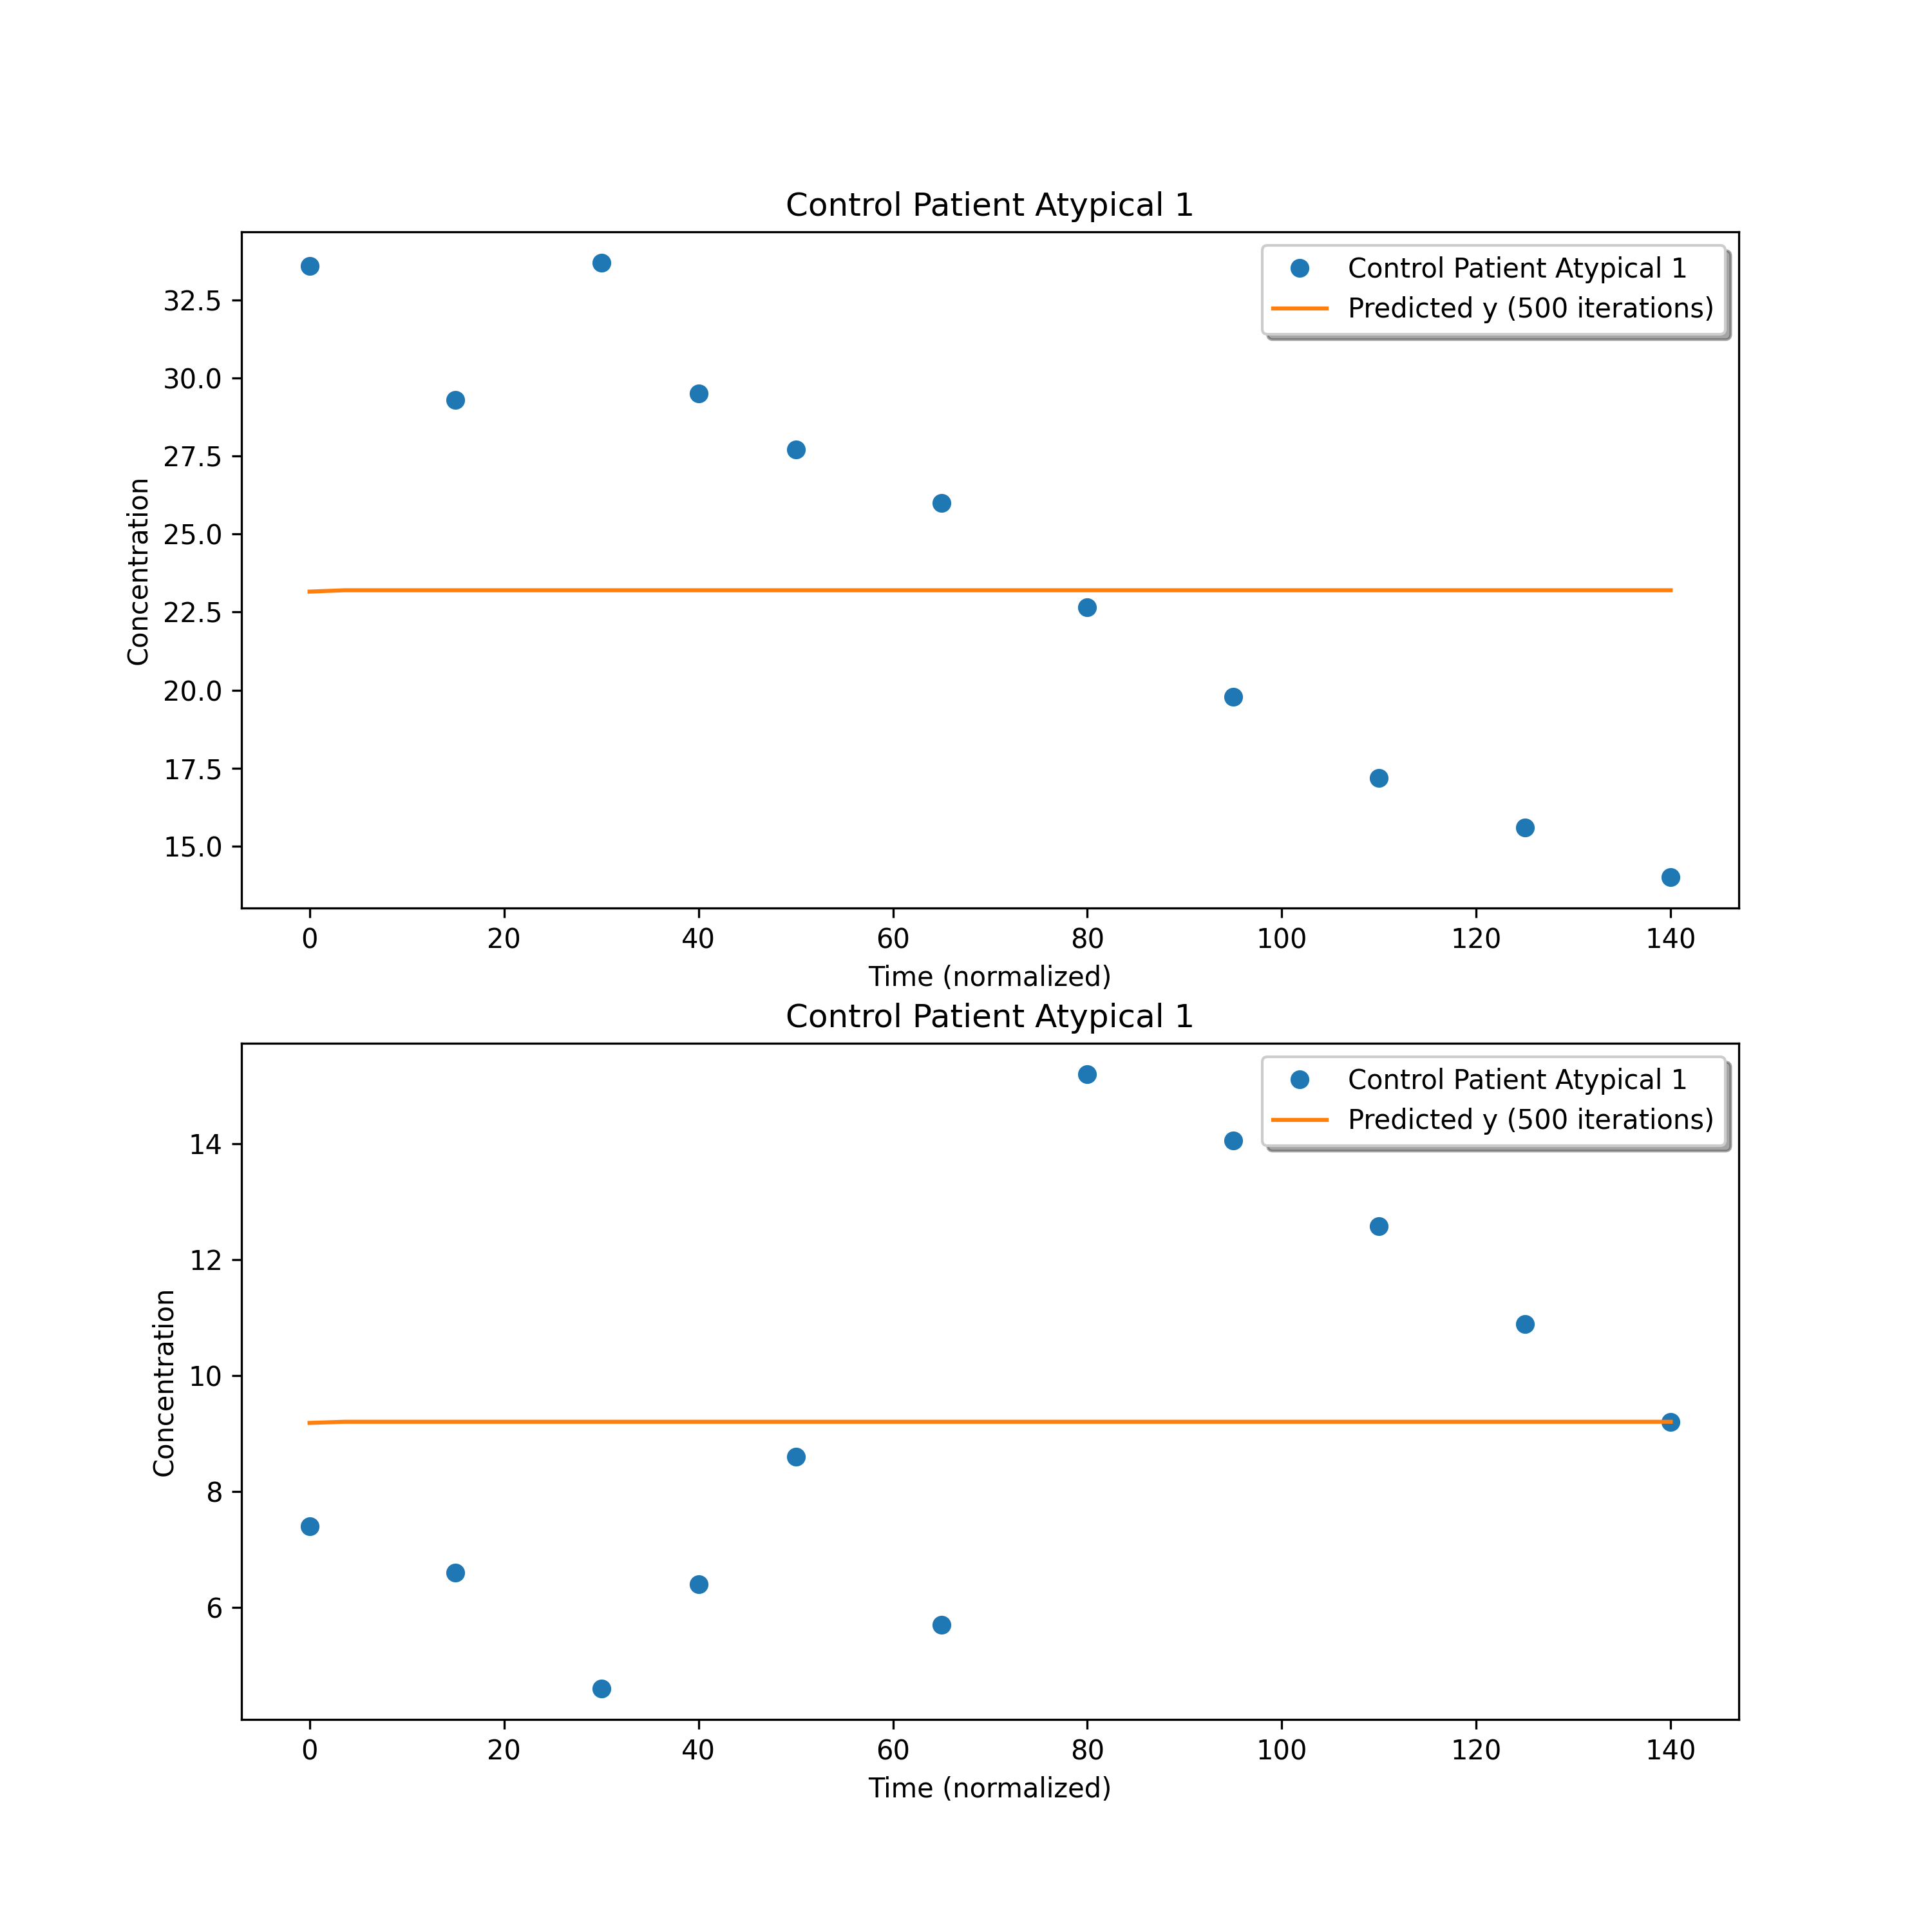 Control Patient Atypical 1
Control Patient Atypical 1
Predicted y (500 iterations)
32.5
30.0
27.5
25.0
22.5
20.0
17.5
15.0
Concentration
0 20 40 60 80 100 120 140
Time (normalized)
Control Patient Atypical 1
Control Patient Atypical 1
Predicted y (500 iterations)
14
12
10
8
6
Concentration
0 20 40 60 80 100 120 140
Time (normalized)